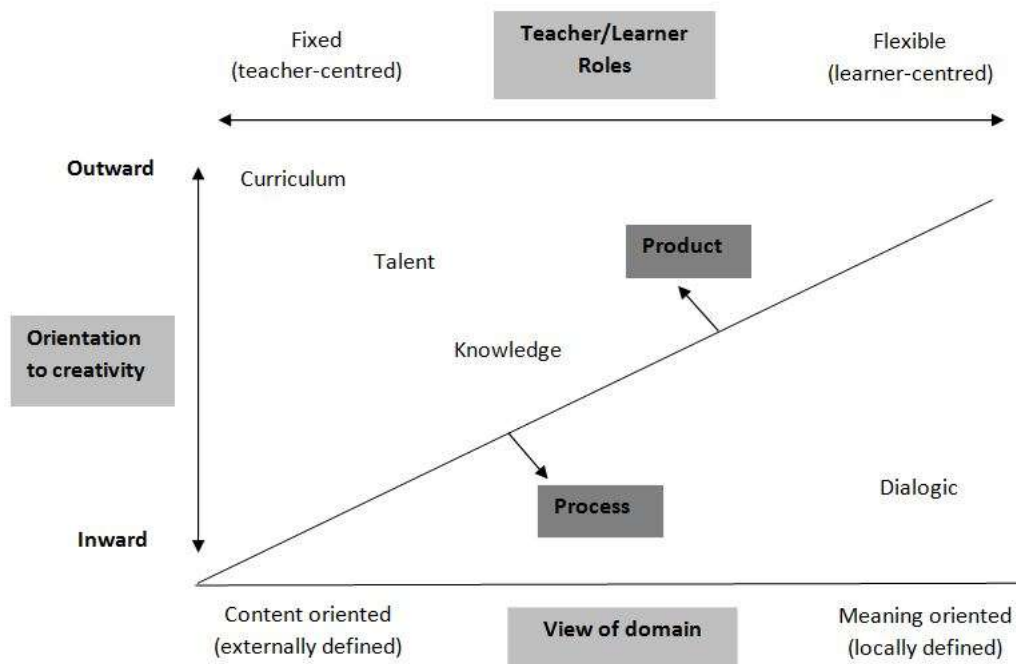 Fixed
(teacher-centred)
Teacher/Learner
Roles
Flexible
(learner-centred)
Outward
Curriculum
Product
Talent
Orientation
to creativity
Knowledge
Dialogic
Process
Inward
Content oriented
(externally defined)
View of domain
Meaning oriented
(locally defined)